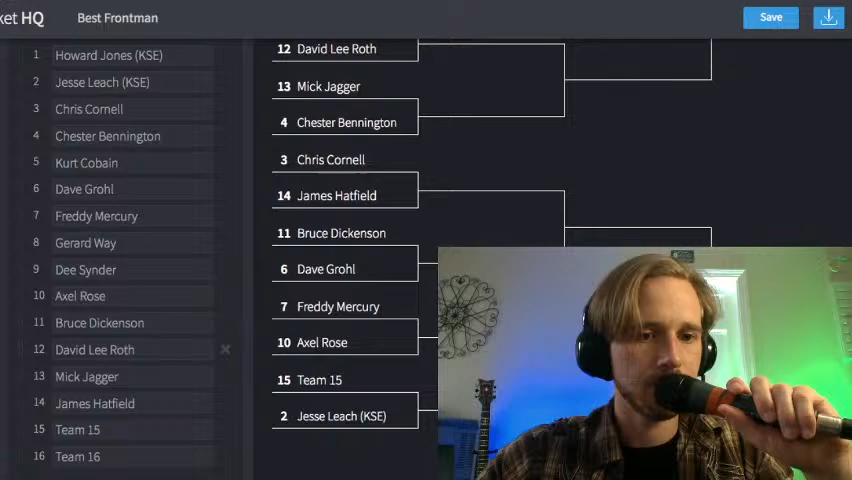 ket HQ
Best Frontman
Save
1 Howard Jones (KSE)
2 Jesse Leach (KSE)
3 Chris Cornell
4 Chester Bennington
5 Kurt Cobain
6 Dave Grohl
7 Freddy Mercury
8 Gerard Way
9 Dee Synder
10 Axel Rose
11 Bruce Dickenson
12 David Lee Roth
13 Mick Jagger
14 James Hatfield
15 Team 15
16 Team 16
12 David Lee Roth
13 Mick Jagger
4 Chester Bennington
3 Chris Cornell
14 James Hatfield
11 Bruce Dickenson
6 Dave Grohl
7 Freddy Mercury
10 Axel Rose
15 Team 15
2 Jesse Leach (KSE)